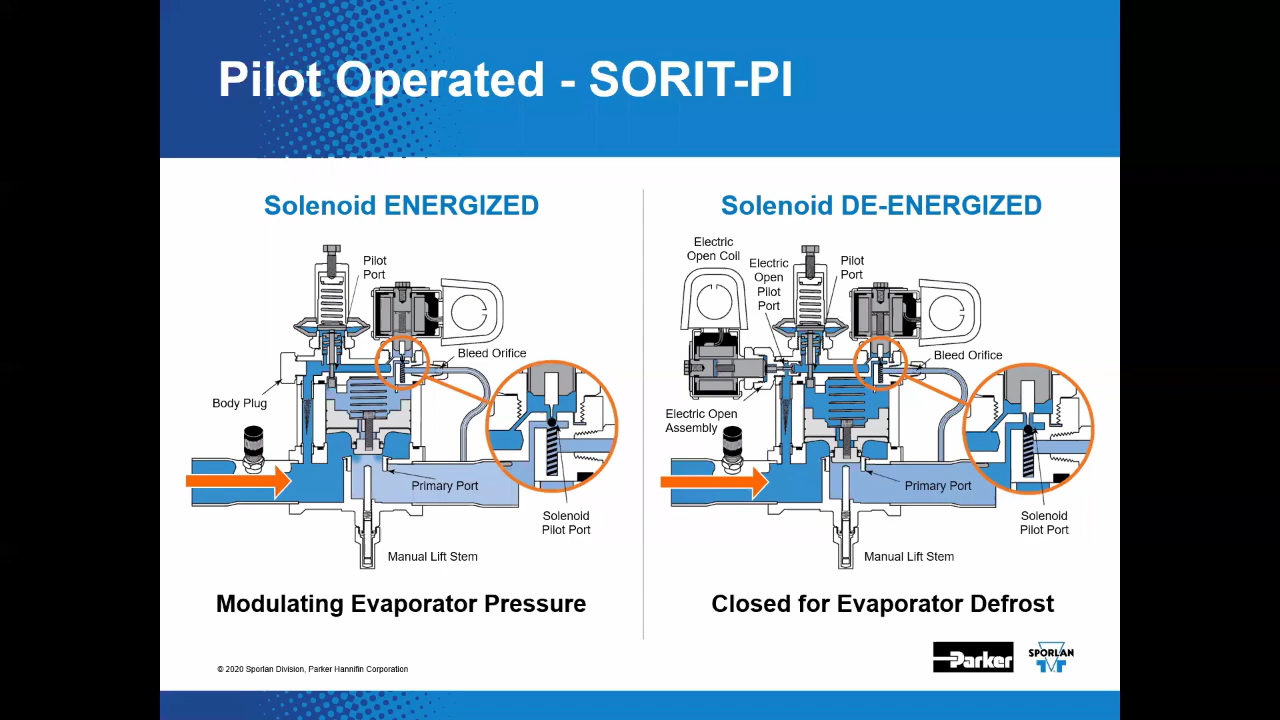 Pilot Operated - SORIT-PI
Solenoid ENERGIZED
Pilot
Port
Bleed Orifice
Body Plug
Primary Port
Solenoid
Pilot Port
Manual Lift Stem
Modulating Evaporator Pressure
Solenoid DE-ENERGIZED
Electric
Open Coil
Electric
Open
Pilot
Port
Pilot
Port
Bleed Orifice
Electric Open
Assembly
Primary Port
Solenoid
Pilot Port
Manual Lift Stem
Closed for Evaporator Defrost
© 2020 Sporlan Division, Parker Hannifin Corporation
Parker
SPORLAN